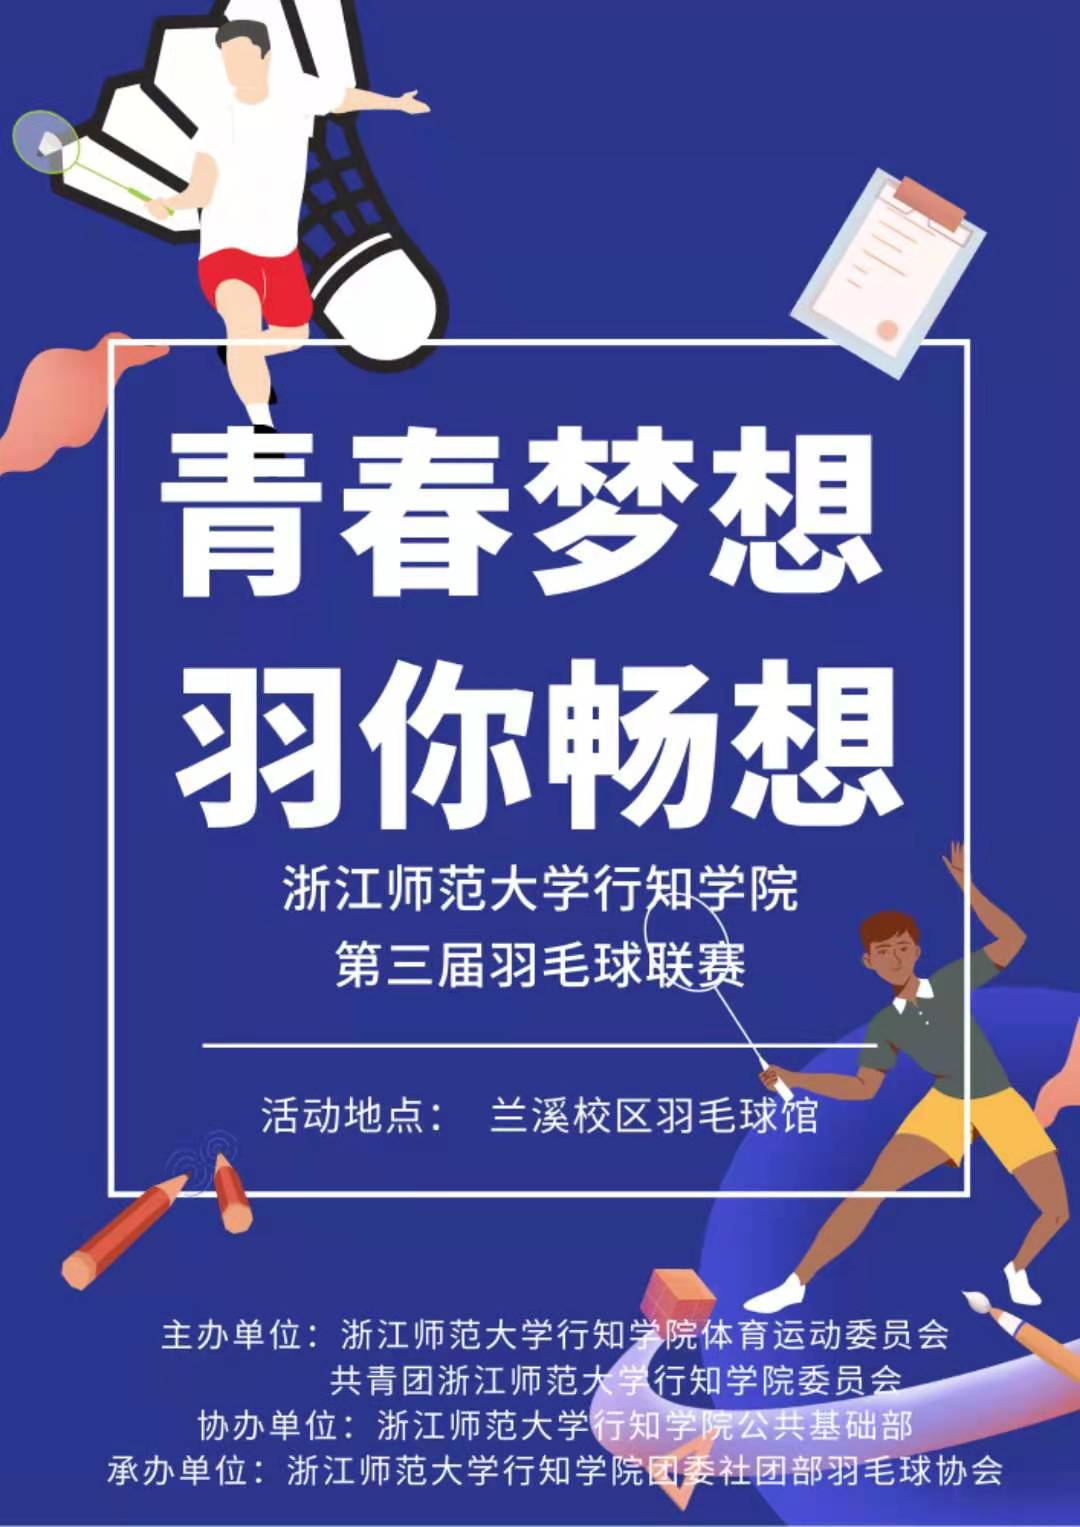 青春梦想
羽你畅想
浙江师范大学行知学院
第三届羽毛球联赛
活动地点： 兰溪校区羽毛球馆
主办单位：浙江师范大学行知学院体育运动委员会
共青团浙江师范大学行知学院委员会
协办单位：浙江师范大学行知学院公共基础部
承办单位：浙江师范大学行知学院团委社团部羽毛球协会